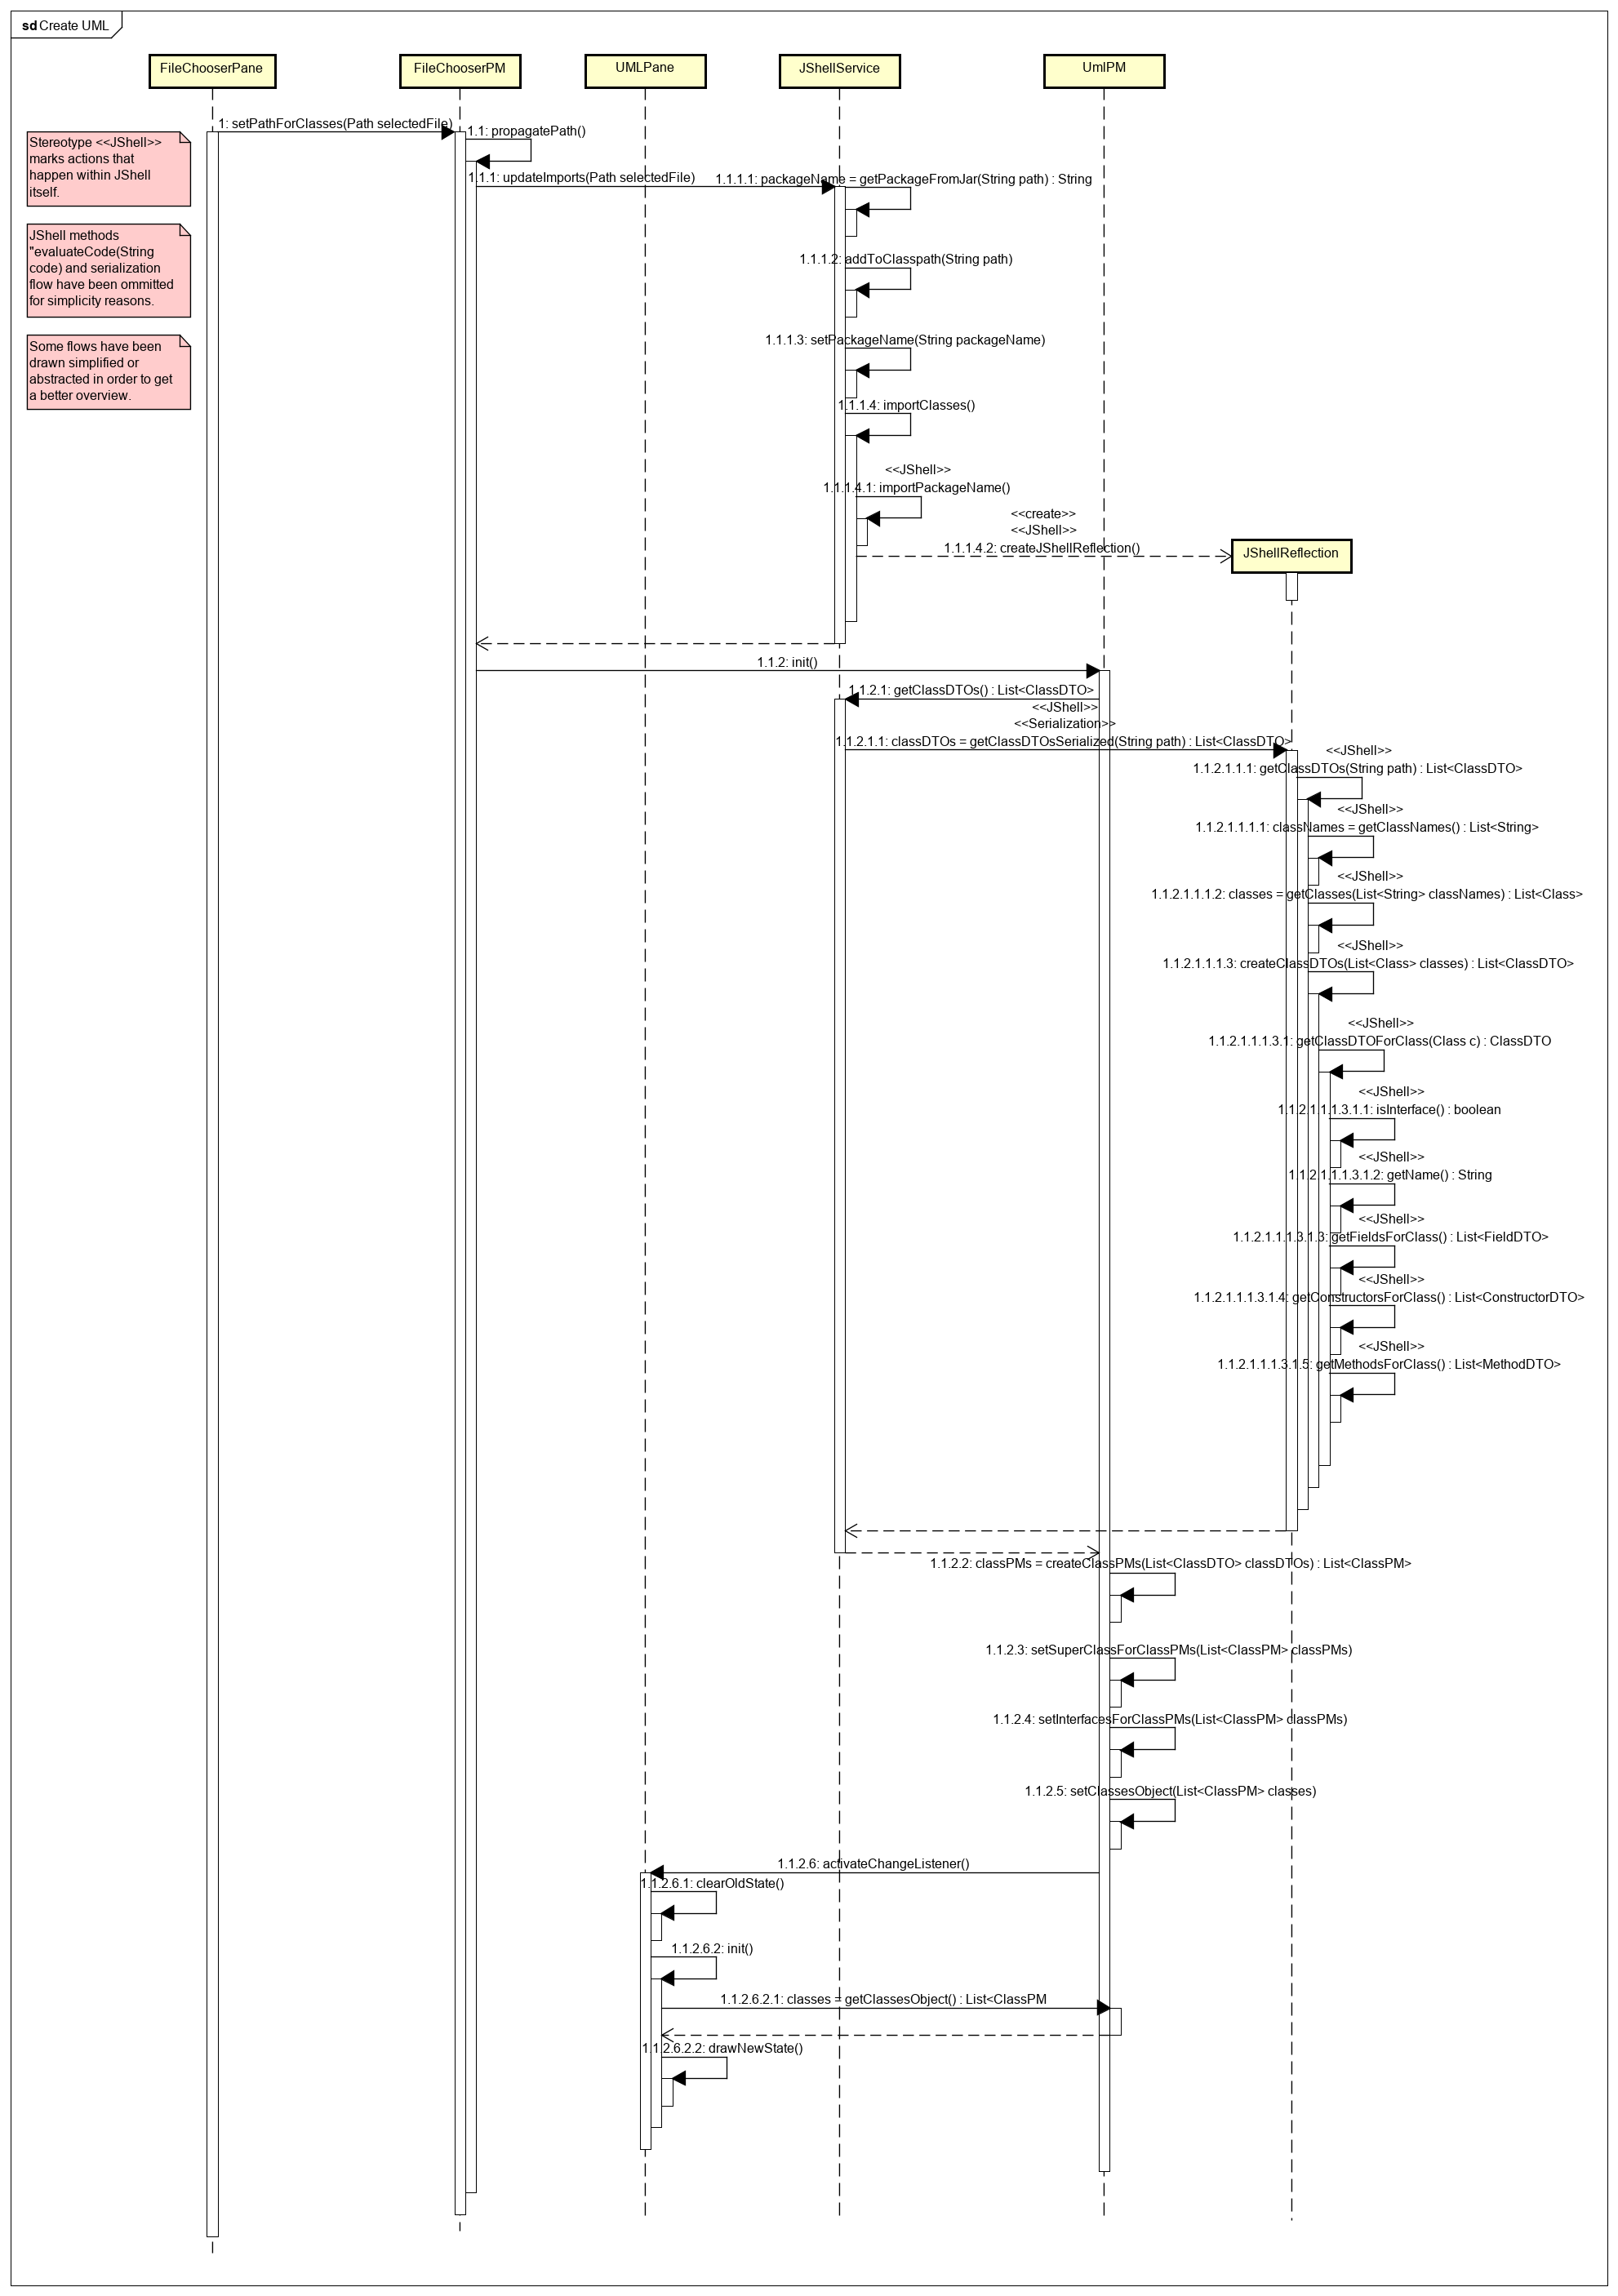 sd Create UML
FileChooserPane
FileChooserPM
UMLPane
JShellService
UmlPM
1: setPathForClasses(Path selectedFile)
1.1: propagatePath()
Stereotype <<JShell>>
marks actions that
happen within JShell
itself.
1.1.1: updateImports(Path selectedFile)
1.1.1.1: packageName = getPackageFromJar(String path) : String
JShell methods
"evaluateCode(String
code) and serialization
flow have been ommitted
for simplicity reasons.
1.1.1.2: addToClasspath(String path)
Some flows have been
drawn simplified or
abstracted in order to get
a better overview.
1.1.1.3: setPackageName(String packageName)
1.1.1.4: importClasses()
<<JShell>>
1.1.1.4.1: importPackageName()
<<create>>
<<JShell>>
1.1.1.4.2: createJShellReflection()
JShellReflection
1.1.2: init()
1.1.2.1: getClassDTOs() : List<ClassDTO>
<<JShell>>
<<Serialization>>
1.1.2.1.1: classDTOs = getClassDTOsSerialized(String path) : List<ClassDTO>
<<JShell>>
1.1.2.1.1.1: getClassDTOs(String path) : List<ClassDTO>
<<JShell>>
1.1.2.1.1.1.1: classNames = getClassNames() : List<String>
<<JShell>>
1.1.2.1.1.1.2: classes = getClasses(List<String> classNames) : List<Class>
<<JShell>>
1.1.2.1.1.1.3: createClassDTOs(List<Class> classes) : List<ClassDTO>
<<JShell>>
1.1.2.1.1.1.3.1: getClassDTOForClass(Class c) : ClassDTO
<<JShell>>
1.1.2.1.1.1.3.1.1: isInterface() : boolean
<<JShell>>
1.1.2.1.1.1.3.1.2: getName() : String
<<JShell>>
1.1.2.1.1.1.3.1.3: getFieldsForClass() : List<FieldDTO>
<<JShell>>
1.1.2.1.1.1.3.1.4: getConstructorsForClass() : List<ConstructorDTO>
<<JShell>>
1.1.2.1.1.1.3.1.5: getMethodsForClass() : List<MethodDTO>
1.1.2.2: classPMs = createClassPMs(List<ClassDTO> classDTOs) : List<ClassPM>
1.1.2.3: setSuperClassForClassPMs(List<ClassPM> classPMs)
1.1.2.4: setInterfacesForClassPMs(List<ClassPM> classPMs)
1.1.2.5: setClassesObject(List<ClassPM> classes)
1.1.2.6: activateChangeListener()
1.1.2.6.1: clearOldState()
1.1.2.6.2: init()
1.1.2.6.2.1: classes = getClassesObject() : List<ClassPM
1.1.2.6.2.2: drawNewState()